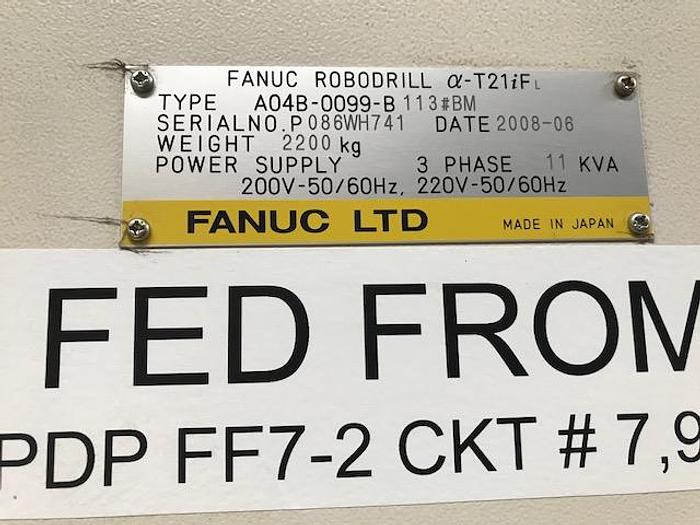 FANUC ROBODRILL α-T21iFL
TYPE A04B-0099-B113#BM
SERIALNO.P086WH741 DATE 2008-06
WEIGHT 2200 kg
POWER SUPPLY 3 PHASE 11 KVA
200V-50/60Hz, 220V-50/60Hz
FANUC LTD MADE IN JAPAN
FED FROM
PDP FF7-2 CKT # 7,9